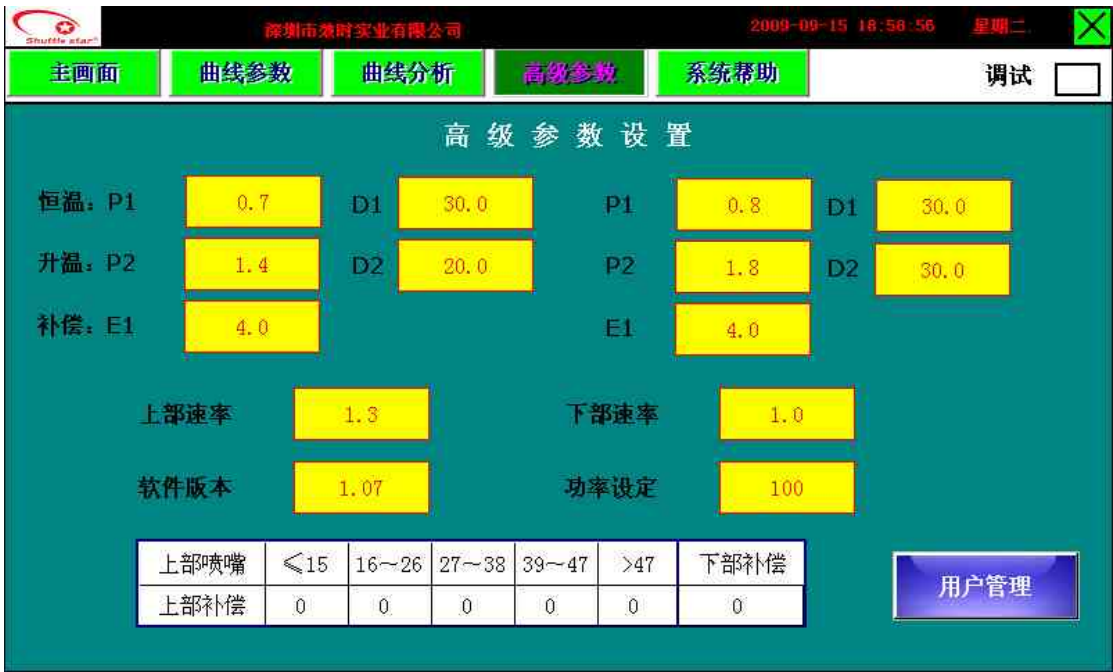 Shuttle star
深圳市效时实业有限公司 2009-09-15 18:58:56 星期二
主画面 曲线参数 曲线分析 高级参数 系统帮助 调试
高级参数设置
恒温：P1 0.7 D1 30.0 P1 0.8 D1 30.0
升温：P2 1.4 D2 20.0 P2 1.8 D2 30.0
补偿：E1 4.0 E1 4.0
上部速率 1.3 下部速率 1.0
软件版本 1.07 功率设定 100
上部喷嘴 ≤15 16～26 27～38 39～47 >47 下部补偿
上部补偿 0 0 0 0 0 0
用户管理